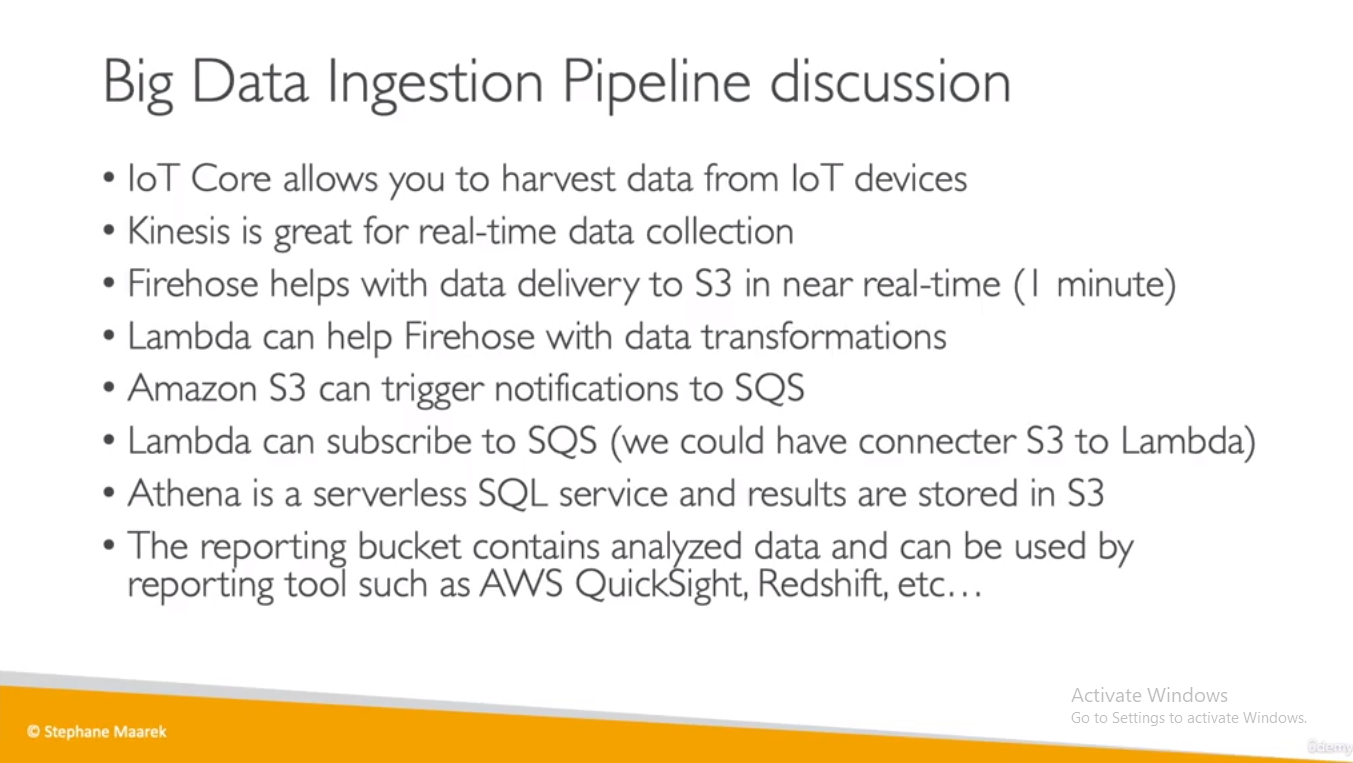 Big Data Ingestion Pipeline discussion
• IoT Core allows you to harvest data from IoT devices
• Kinesis is great for real-time data collection
• Firehose helps with data delivery to S3 in near real-time (1 minute)
• Lambda can help Firehose with data transformations
• Amazon S3 can trigger notifications to SQS
• Lambda can subscribe to SQS (we could have connecter S3 to Lambda)
• Athena is a serverless SQL service and results are stored in S3
• The reporting bucket contains analyzed data and can be used by
reporting tool such as AWS QuickSight, Redshift, etc…
Activate Windows
Go to Settings to activate Windows.
© Stephane Maarek
ûdemy